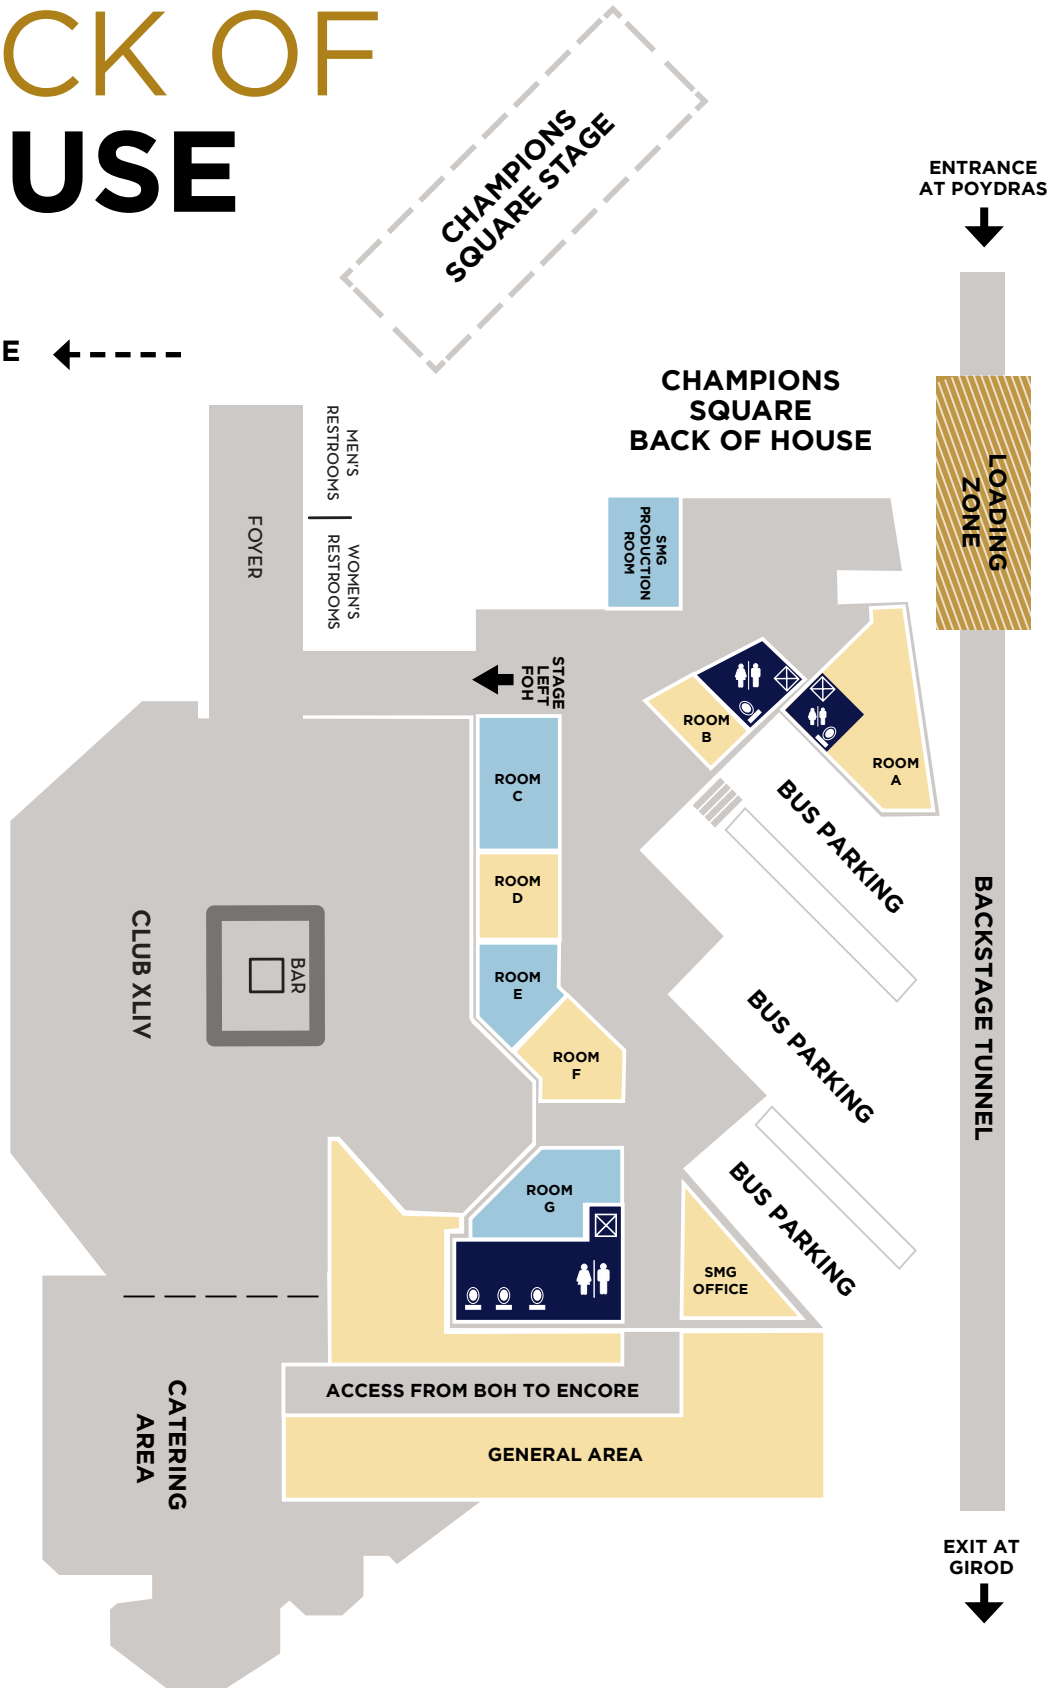 CK OF
USE
CHAMPIONS
SQUARE STAGE
ENTRANCE
AT POYDRAS
E
CHAMPIONS
SQUARE
BACK OF HOUSE
MEN'S
RESTROOMS
WOMEN'S
RESTROOMS
FOYER
SMG
PRODUCTION
ROOM
LOADING
ZONE
STAGE
LEFT
FOH
ROOM
B
ROOM
A
ROOM
C
BUS PARKING
ROOM
D
BACKSTAGE TUNNEL
CLUB XLIV
BAR
ROOM
E
BUS PARKING
ROOM
F
ROOM
G
BUS PARKING
SMG
OFFICE
ACCESS FROM BOH TO ENCORE
CATERING
AREA
GENERAL AREA
EXIT AT
GIROD